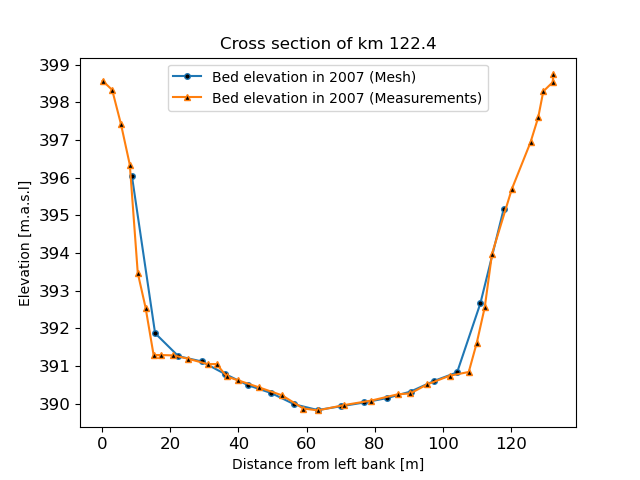 Cross section of km 122.4
Bed elevation in 2007 (Mesh)
Bed elevation in 2007 (Measurements)
Elevation [m.a.s.l]
399
398
397
396
395
394
393
392
391
390
0 20 40 60 80 100 120
Distance from left bank [m]